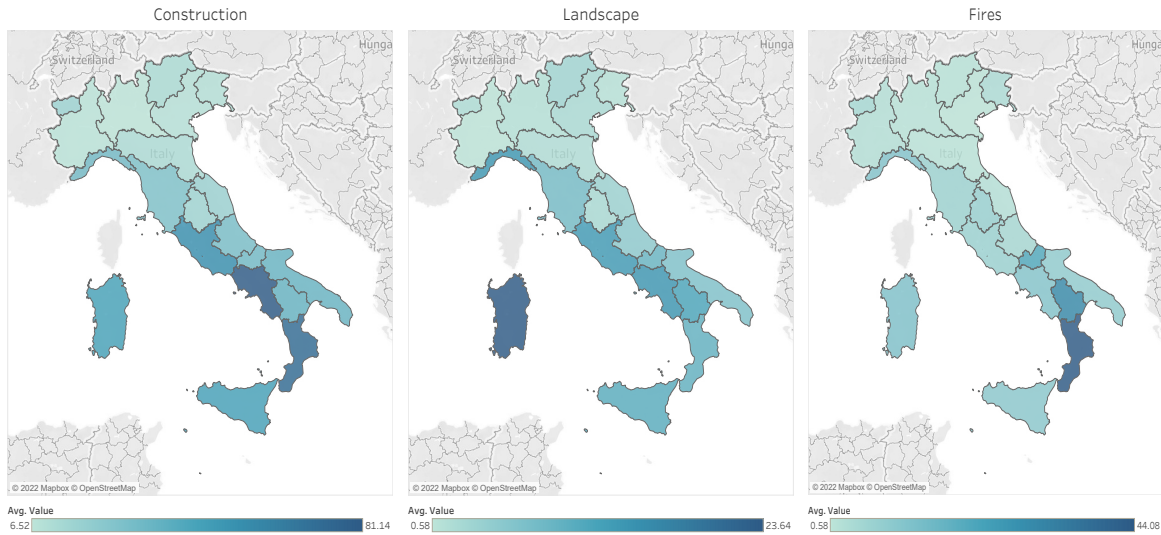 Construction
Landscape
Fires
Switzerland
Hunga
Italy
© 2022 Mapbox © OpenStreetMap
Switzerland
Hunga
Italy
© 2022 Mapbox © OpenStreetMap
Switzerland
Hunga
Italy
© 2022 Mapbox © OpenStreetMap
Avg. Value
6.52 81.14
Avg. Value
0.58 23.64
Avg. Value
0.58 44.08